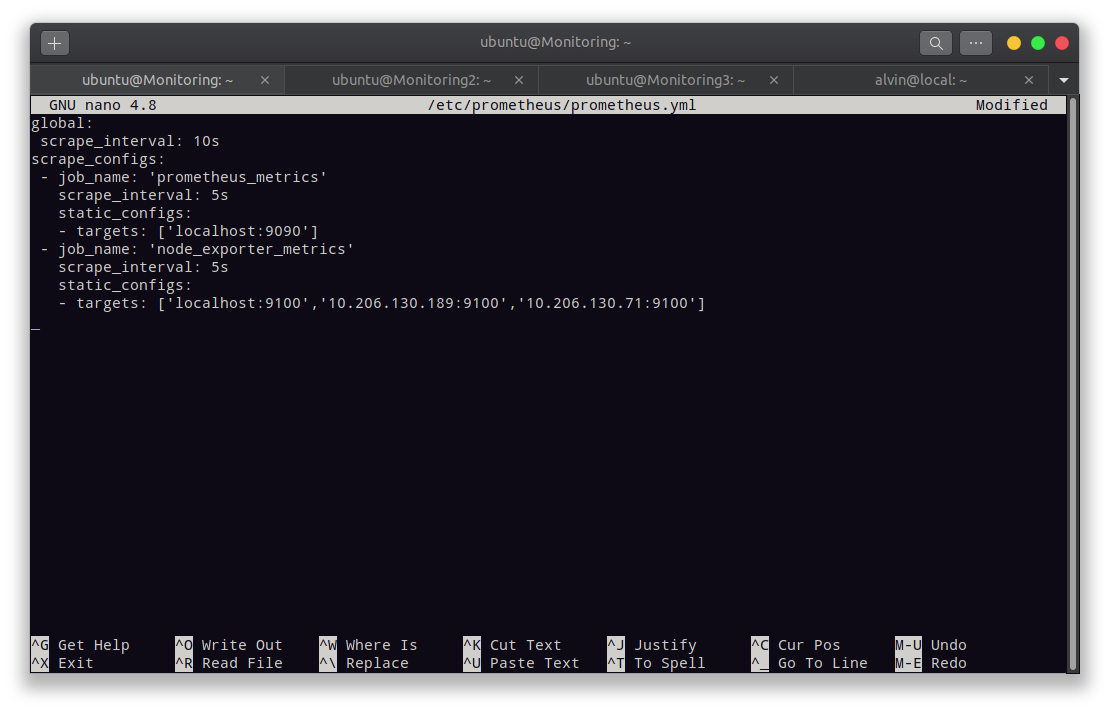 ubuntu@Monitoring: ~
ubuntu@Monitoring: ~ × ubuntu@Monitoring2: ~ × ubuntu@Monitoring3: ~ × alvin@local: ~ ×
GNU nano 4.8 /etc/prometheus/prometheus.yml Modified
global:
 scrape_interval: 10s
scrape_configs:
 - job_name: 'prometheus_metrics'
   scrape_interval: 5s
   static_configs:
   - targets: ['localhost:9090']
 - job_name: 'node_exporter_metrics'
   scrape_interval: 5s
   static_configs:
   - targets: ['localhost:9100','10.206.130.189:9100','10.206.130.71:9100']
^G Get Help ^O Write Out ^W Where Is ^K Cut Text ^J Justify ^C Cur Pos M-U Undo
^X Exit ^R Read File ^\ Replace ^U Paste Text ^T To Spell ^_ Go To Line M-E Redo